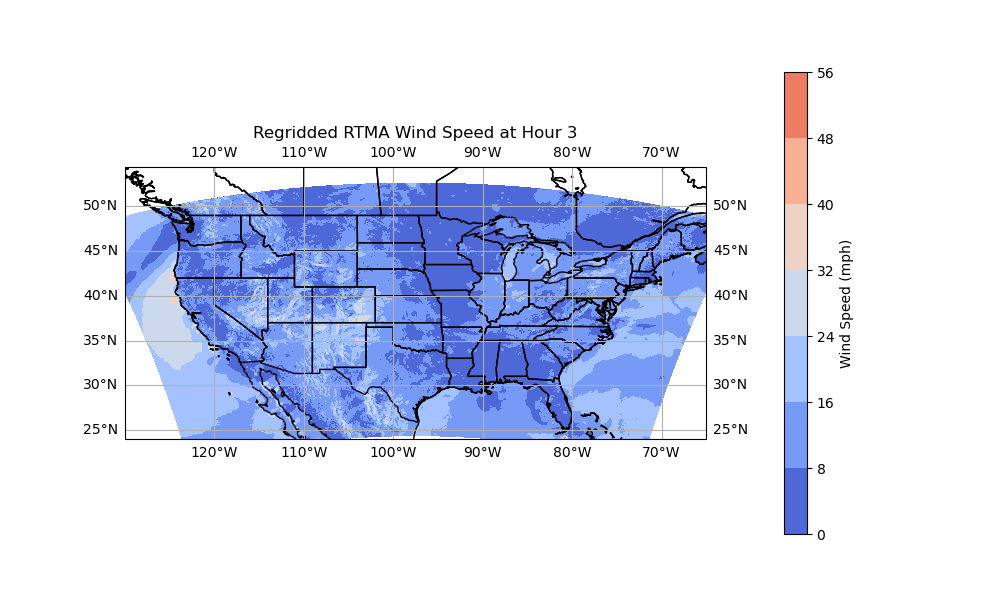 Regridded RTMA Wind Speed at Hour 3
120°W 110°W 100°W 90°W 80°W 70°W
50°N 50°N
45°N 45°N
40°N 40°N
35°N 35°N
30°N 30°N
25°N 25°N
120°W 110°W 100°W 90°W 80°W 70°W
56
48
40
32
24
16
8
0
Wind Speed (mph)